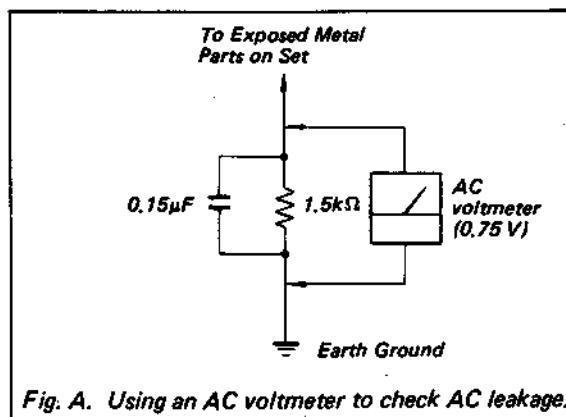 To Exposed Metal
Parts on Set
0.15µF
1.5kΩ
AC
voltmeter
(0.75 V)
Earth Ground
Fig. A. Using an AC voltmeter to check AC leakage.